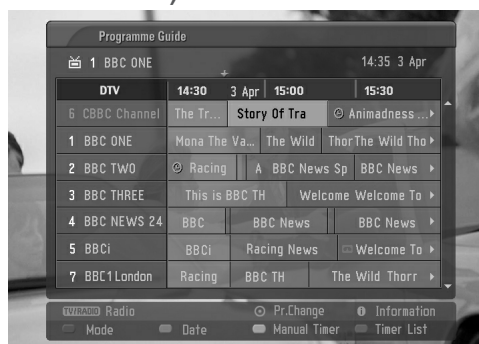 Programme Guide
1 BBC ONE 14:35 3 Apr
DTV 14:30 3 Apr 15:00 15:30
6 CBBC Channel The Tr... Story Of Tra Animadness ...
1 BBC ONE Mona The Va... The Wild Thor The Wild Tho
2 BBC TWO Racing A BBC News Sp BBC News
3 BBC THREE This is BBC TH Welcome Welcome To
4 BBC NEWS 24 BBC BBC News BBC News
5 BBCi BBCi Racing News Welcome To
7 BBC1 London Racing BBC TH The Wild Thorr
TV/RADIO Radio Pr.Change Information
Mode Date Manual Timer Timer List